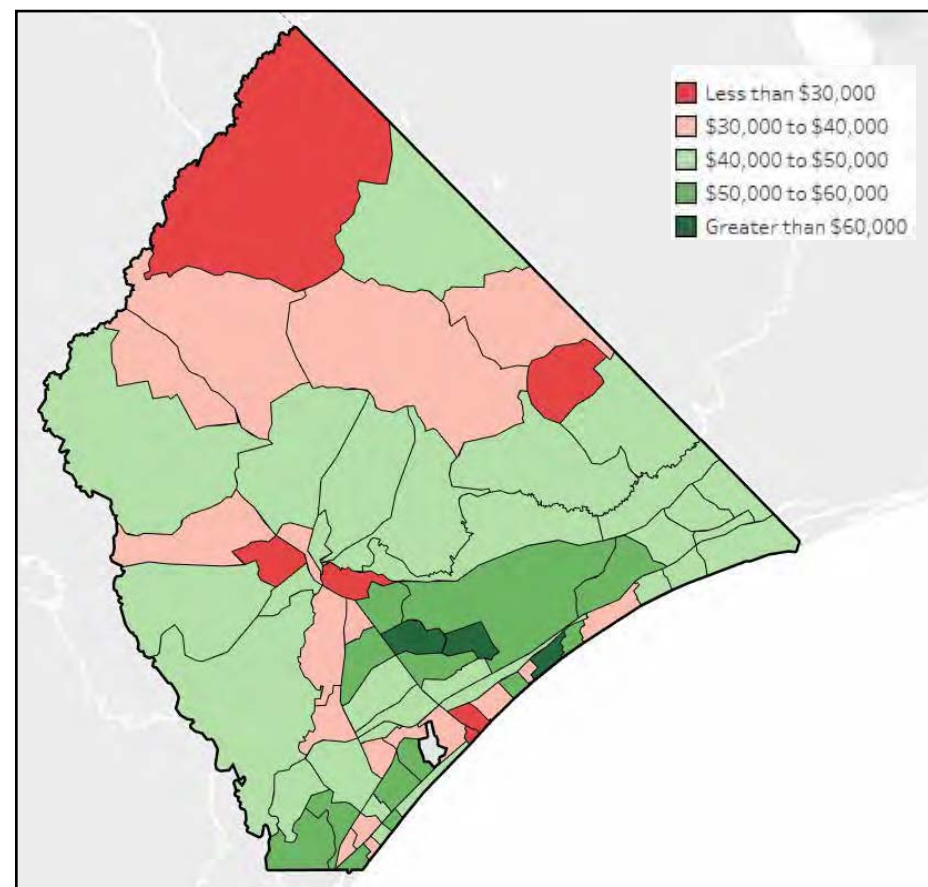 Less than $30,000
$30,000 to $40,000
$40,000 to $50,000
$50,000 to $60,000
Greater than $60,000